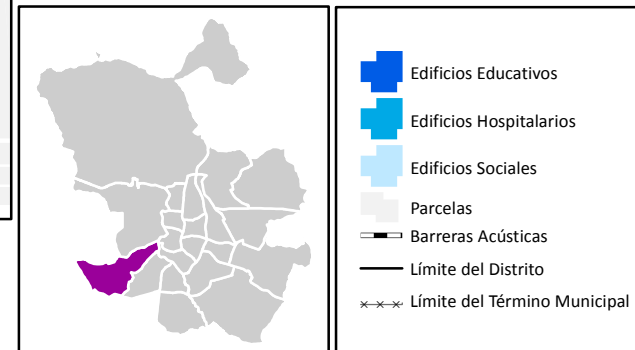 Edificios Educativos
Edificios Hospitalarios
Edificios Sociales
Parcelas
Barreras Acústicas
Límite del Distrito
Límite del Término Municipal